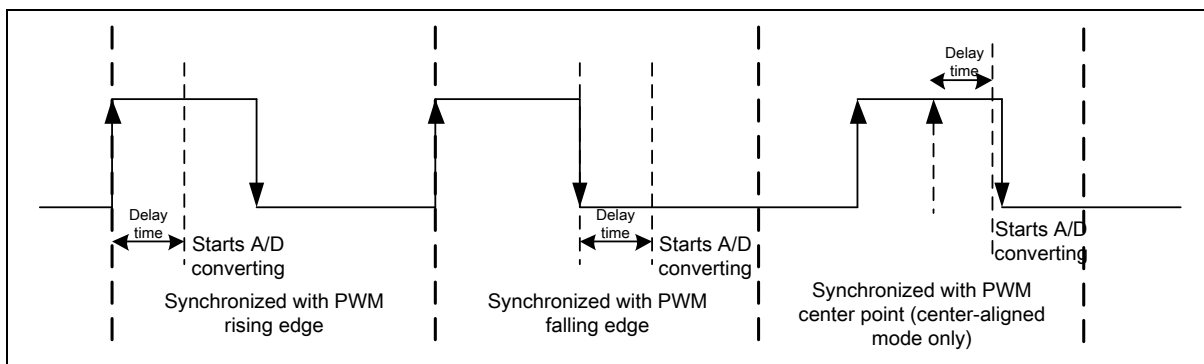 Delay
time
Starts A/D
converting
Synchronized with PWM
rising edge
Delay
time
Starts A/D
converting
Synchronized with PWM
falling edge
Delay
time
Starts A/D
converting
Synchronized with PWM
center point (center-aligned
mode only)